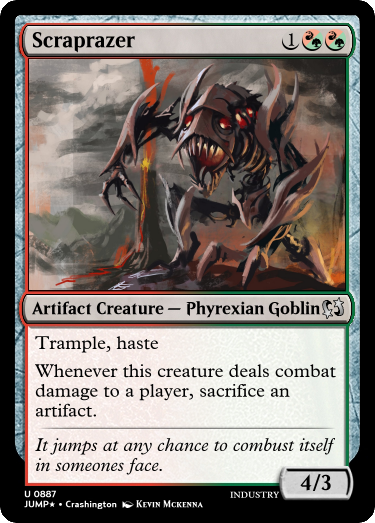 Scraprazer 1
Artifact Creature — Phyrexian Goblin
Trample, haste
Whenever this creature deals combat
damage to a player, sacrifice an
artifact.
It jumps at any chance to combust itself
in someones face.
4/3
U 0887
JUMP★ • Crashington Kevin Mckenna
INDUSTRY